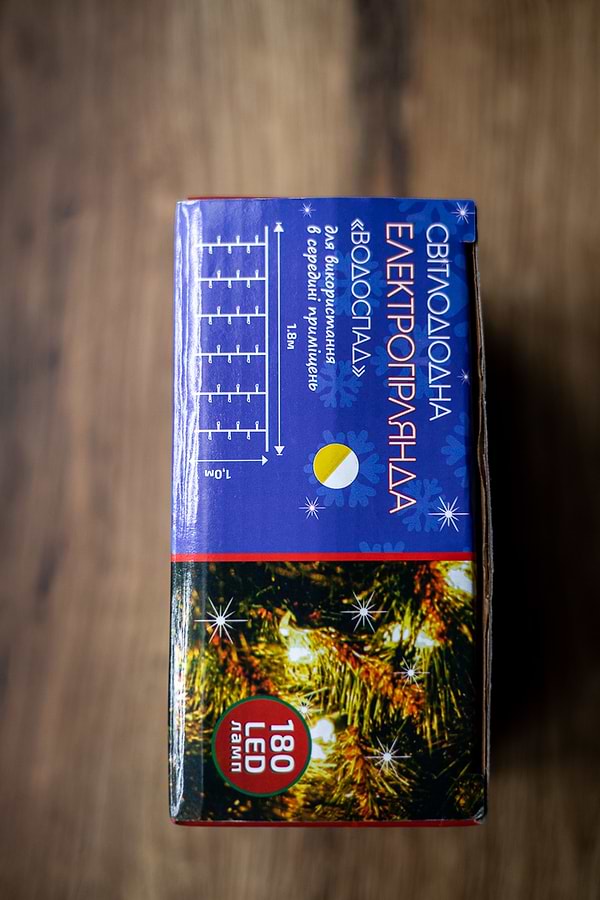 СВІТЛОДІОДНА
ЕЛЕКТРОГІРЛЯНДА
«ВОДОСПАД»
для використання
в середині приміщень
1.8м
1,0м
180
LED
ламп